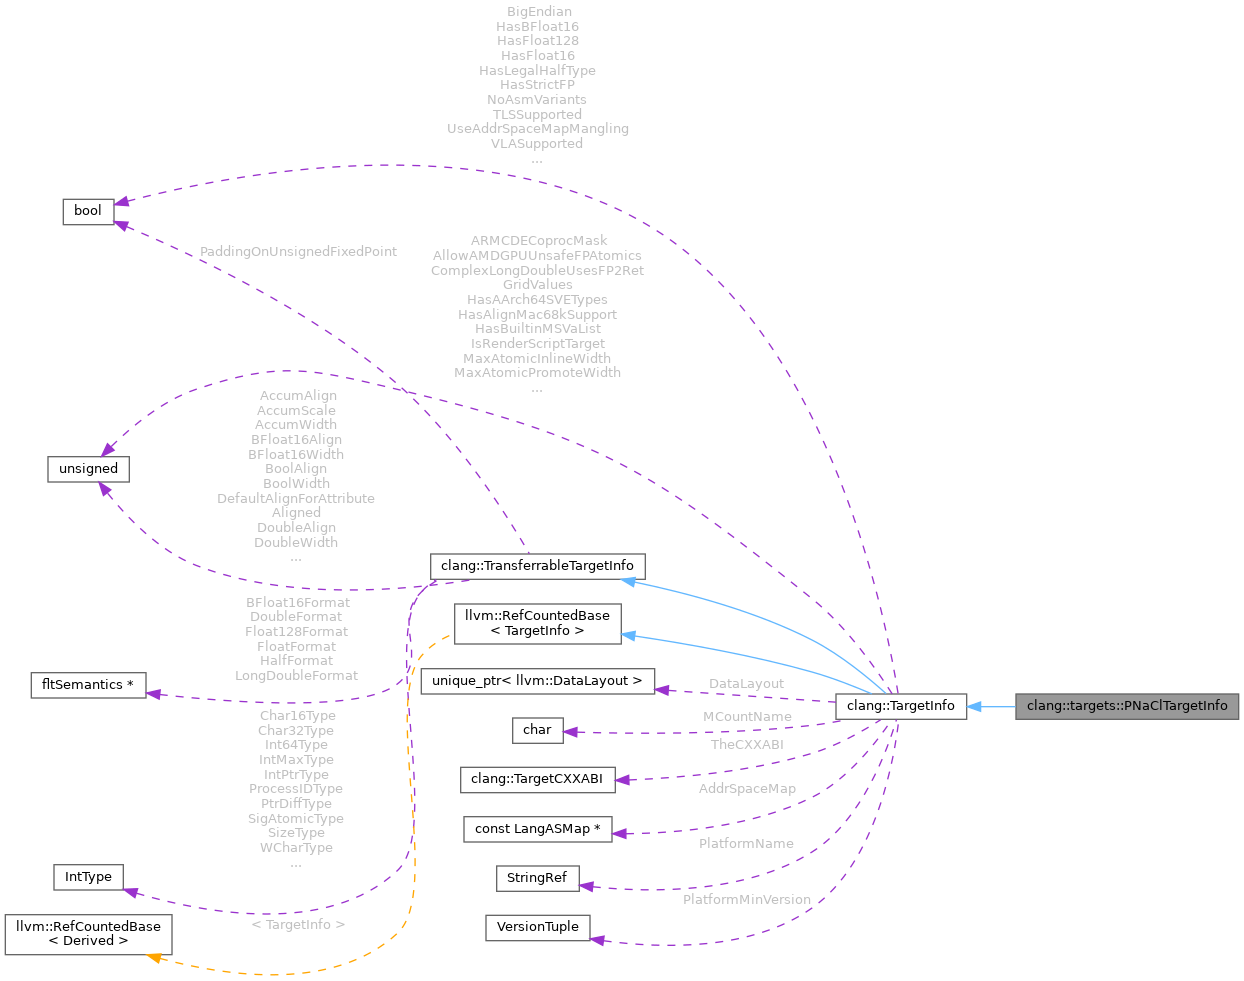 BigEndian
HasBFloat16
HasFloat128
HasFloat16
HasLegalHalfType
HasStrictFP
NoAsmVariants
TLSSupported
UseAddrSpaceMapMangling
VLASupported
...
bool
PaddingOnUnsignedFixedPoint
ARMCDECoprocMask
AllowAMDGPUUnsafeFPAtomics
ComplexLongDoubleUsesFP2Ret
GridValues
HasAArch64SVETypes
HasAlignMac68kSupport
HasBuiltinMSVaList
IsRenderScriptTarget
MaxAtomicInlineWidth
MaxAtomicPromoteWidth
...
AccumAlign
AccumScale
AccumWidth
BFloat16Align
BFloat16Width
BoolAlign
BoolWidth
DefaultAlignForAttribute
Aligned
DoubleAlign
DoubleWidth
...
unsigned
clang::TransferrableTargetInfo
llvm::RefCountedBase
< TargetInfo >
BFloat16Format
DoubleFormat
Float128Format
FloatFormat
HalfFormat
LongDoubleFormat
fltSemantics *
unique_ptr< llvm::DataLayout >
DataLayout
clang::TargetInfo
clang::targets::PNaClTargetInfo
char
MCountName
TheCXXABI
clang::TargetCXXABI
AddrSpaceMap
const LangASMap *
PlatformName
StringRef
PlatformMinVersion
VersionTuple
Char16Type
Char32Type
Int64Type
IntMaxType
IntPtrType
ProcessIDType
PtrDiffType
SigAtomicType
SizeType
WCharType
...
IntType
< TargetInfo >
llvm::RefCountedBase
< Derived >